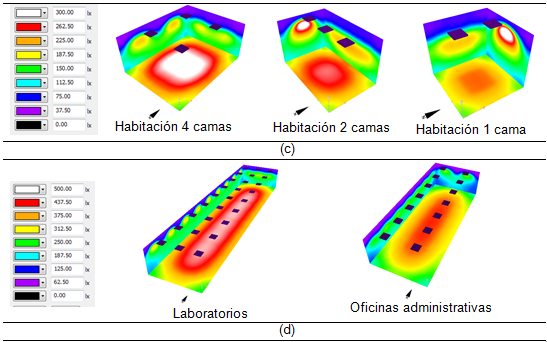 300.00 lx
262.50 lx
225.00 lx
187.50 lx
150.00 lx
112.50 lx
75.00 lx
37.50 lx
0.00 lx
Habitación 4 camas
Habitación 2 camas
Habitación 1 cama
(c)
500.00 lx
437.50 lx
375.00 lx
312.50 lx
250.00 lx
187.50 lx
125.00 lx
62.50 lx
0.00 lx
Laboratorios
Oficinas administrativas
(d)